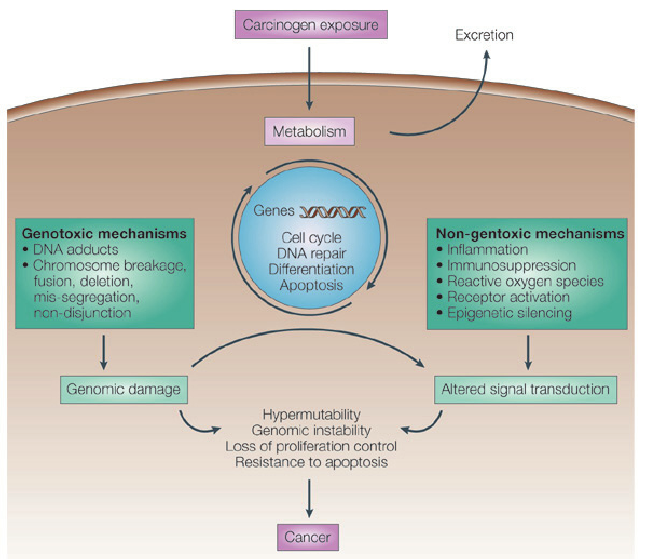 Carcinogen exposure
Excretion
Metabolism
Genes
Cell cycle
DNA repair
Differentiation
Apoptosis
Genotoxic mechanisms
• DNA adducts
• Chromosome breakage,
fusion, deletion,
mis-segregation,
non-disjunction
Non-gentoxic mechanisms
• Inflammation
• Immunosuppression
• Reactive oxygen species
• Receptor activation
• Epigenetic silencing
Genomic damage
Altered signal transduction
Hypermutability
Genomic instability
Loss of proliferation control
Resistance to apoptosis
Cancer